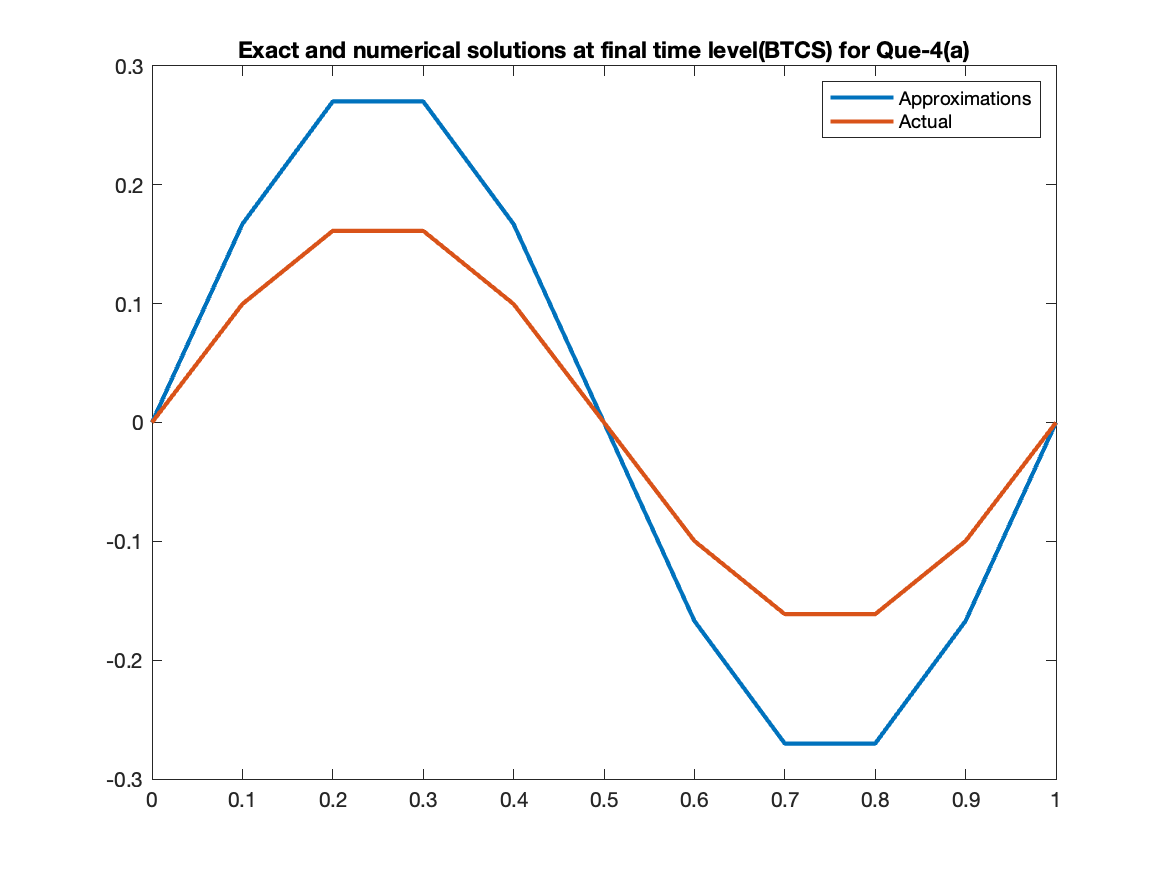 Exact and numerical solutions at final time level(BTCS) for Que-4(a)
0.3
Approximations
Actual
0.2
0.1
0
-0.1
-0.2
-0.3
0 0.1 0.2 0.3 0.4 0.5 0.6 0.7 0.8 0.9 1